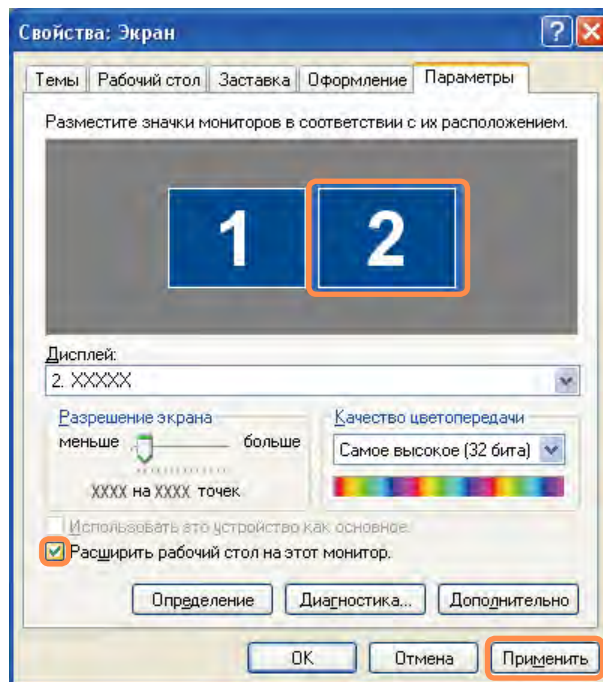 Свойства: Экран
Темы Рабочий стол Заставка Оформление Параметры
Разместите значки мониторов в соответствии с их расположением.
1 2
Дисплей:
2. XXXXX
Разрешение экрана Качество цветопередачи
меньше больше Самое высокое (32 бита)
XXXX на XXXX точек
Использовать это устройство как основное.
Расширить рабочий стол на этот монитор.
Определение Диагностика... Дополнительно
OK Отмена Применить